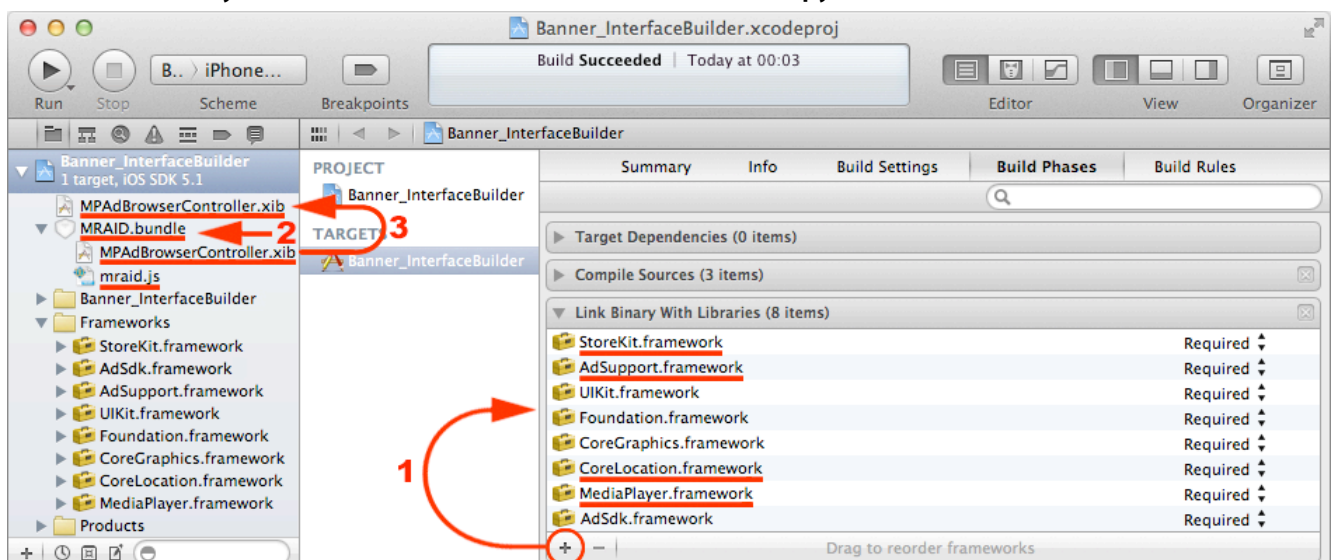 Banner_InterfaceBuilder.xcodeproj
B.. › iPhone...
Build Succeeded | Today at 00:03
Run Stop Scheme Breakpoints Editor View Organizer
Banner_InterfaceBuilder
Banner_InterfaceBuilder
1 target, iOS SDK 5.1
MPAdBrowserController.xib
MRAID.bundle
2
MPAdBrowserController.xib
mraid.js
Banner_InterfaceBuilder
Frameworks
StoreKit.framework
AdSdk.framework
AdSupport.framework
UIKit.framework
Foundation.framework
CoreGraphics.framework
CoreLocation.framework
MediaPlayer.framework
Products
PROJECT
Banner_InterfaceBuilder
3
TARGETS
Banner_InterfaceBuilder
1
Summary Info Build Settings Build Phases Build Rules
Target Dependencies (0 items)
Compile Sources (3 items)
Link Binary With Libraries (8 items)
StoreKit.framework Required
AdSupport.framework Required
UIKit.framework Required
Foundation.framework Required
CoreGraphics.framework Required
CoreLocation.framework Required
MediaPlayer.framework Required
AdSdk.framework Required
Drag to reorder frameworks